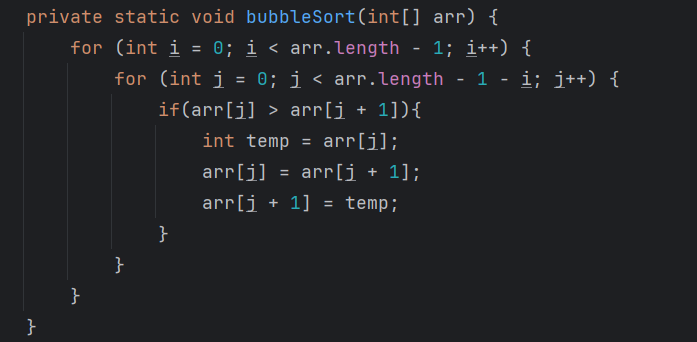 private static void bubbleSort(int[] arr) {
    for (int i = 0; i < arr.length - 1; i++) {
        for (int j = 0; j < arr.length - 1 - i; j++) {
            if(arr[j] > arr[j + 1]){
                int temp = arr[j];
                arr[j] = arr[j + 1];
                arr[j + 1] = temp;
            }
        }
    }
}